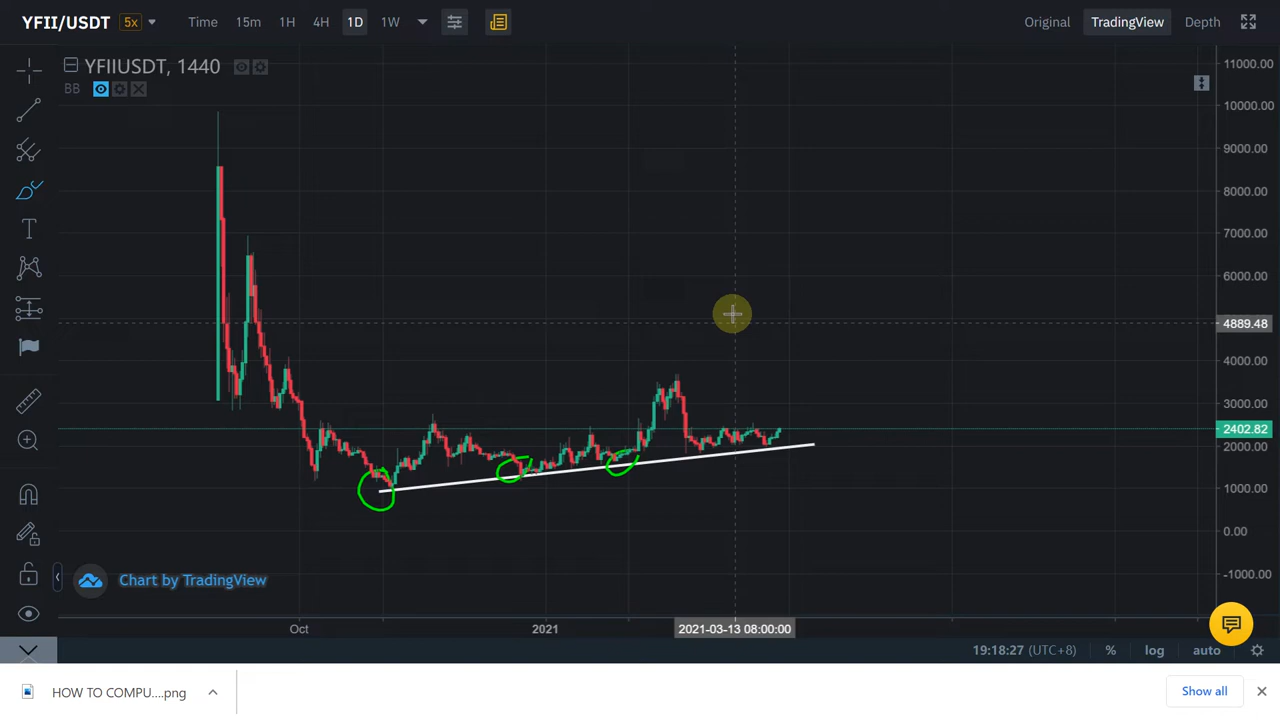 YFII/USDT 5x Time 15m 1H 4H 1D 1W Original TradingView Depth
YFIIUSDT, 1440
BB
11000.00
10000.00
9000.00
8000.00
7000.00
6000.00
4889.48
4000.00
3000.00
2402.82
2000.00
1000.00
0.00
-1000.00
Chart by TradingView
Oct 2021 2021-03-13 08:00:00
19:18:27 (UTC+8) % log auto
HOW TO COMPU....png Show all